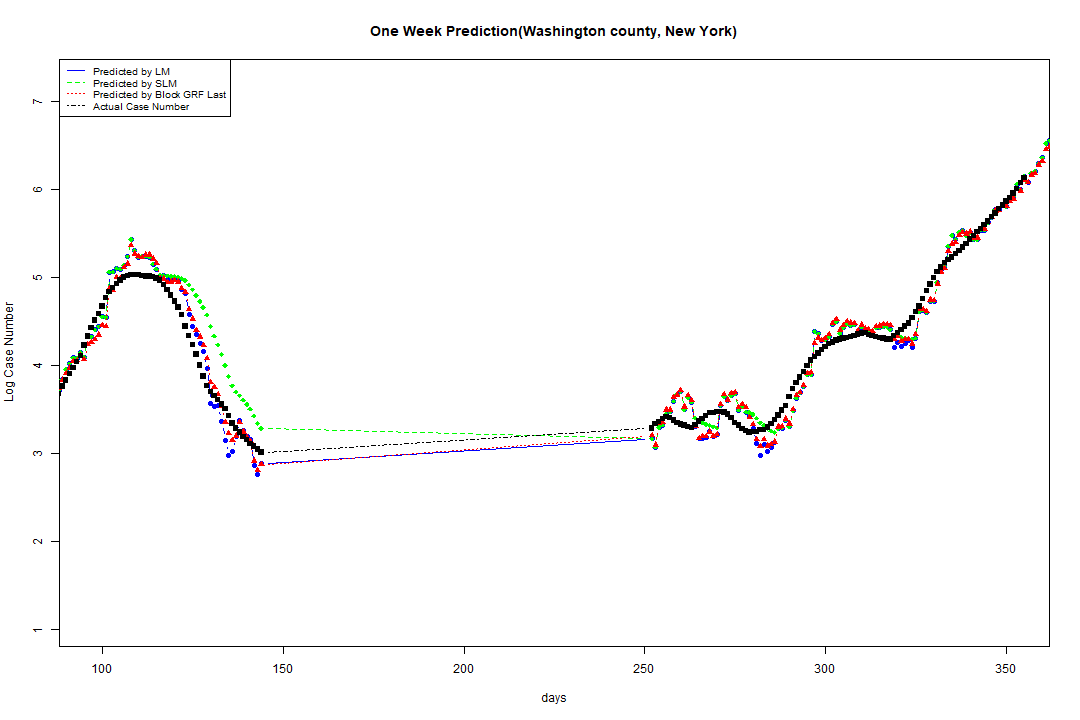 One Week Prediction(Washington county, New York)
Predicted by LM
Predicted by SLM
Predicted by Block GRF Last
Actual Case Number
7
6
5
4
3
2
1
Log Case Number
100 150 200 250 300 350
days